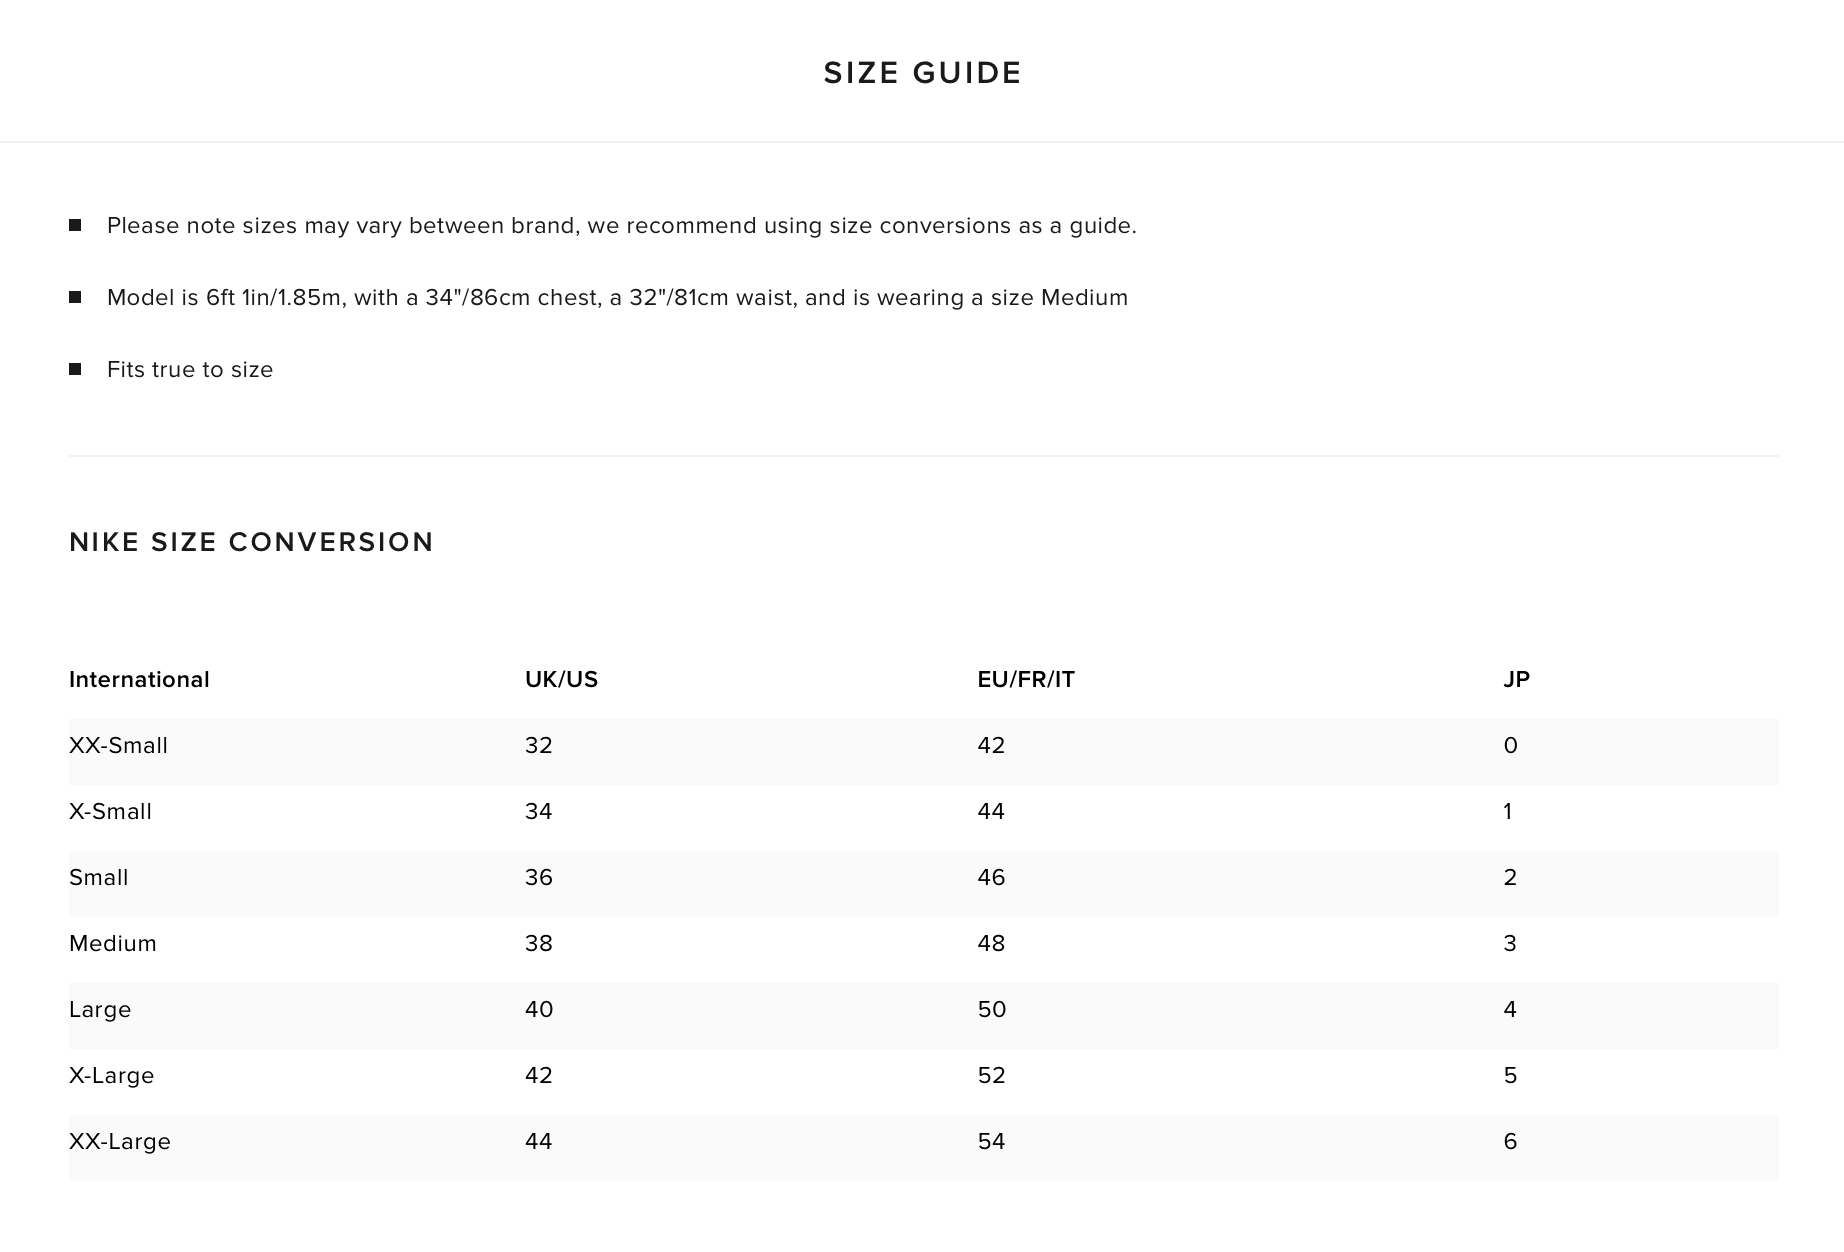 SIZE GUIDE
Please note sizes may vary between brand, we recommend using size conversions as a guide.
Model is 6ft 1in/1.85m, with a 34"/86cm chest, a 32"/81cm waist, and is wearing a size Medium
Fits true to size
NIKE SIZE CONVERSION
International UK/US EU/FR/IT JP
XX-Small 32 42 0
X-Small 34 44 1
Small 36 46 2
Medium 38 48 3
Large 40 50 4
X-Large 42 52 5
XX-Large 44 54 6